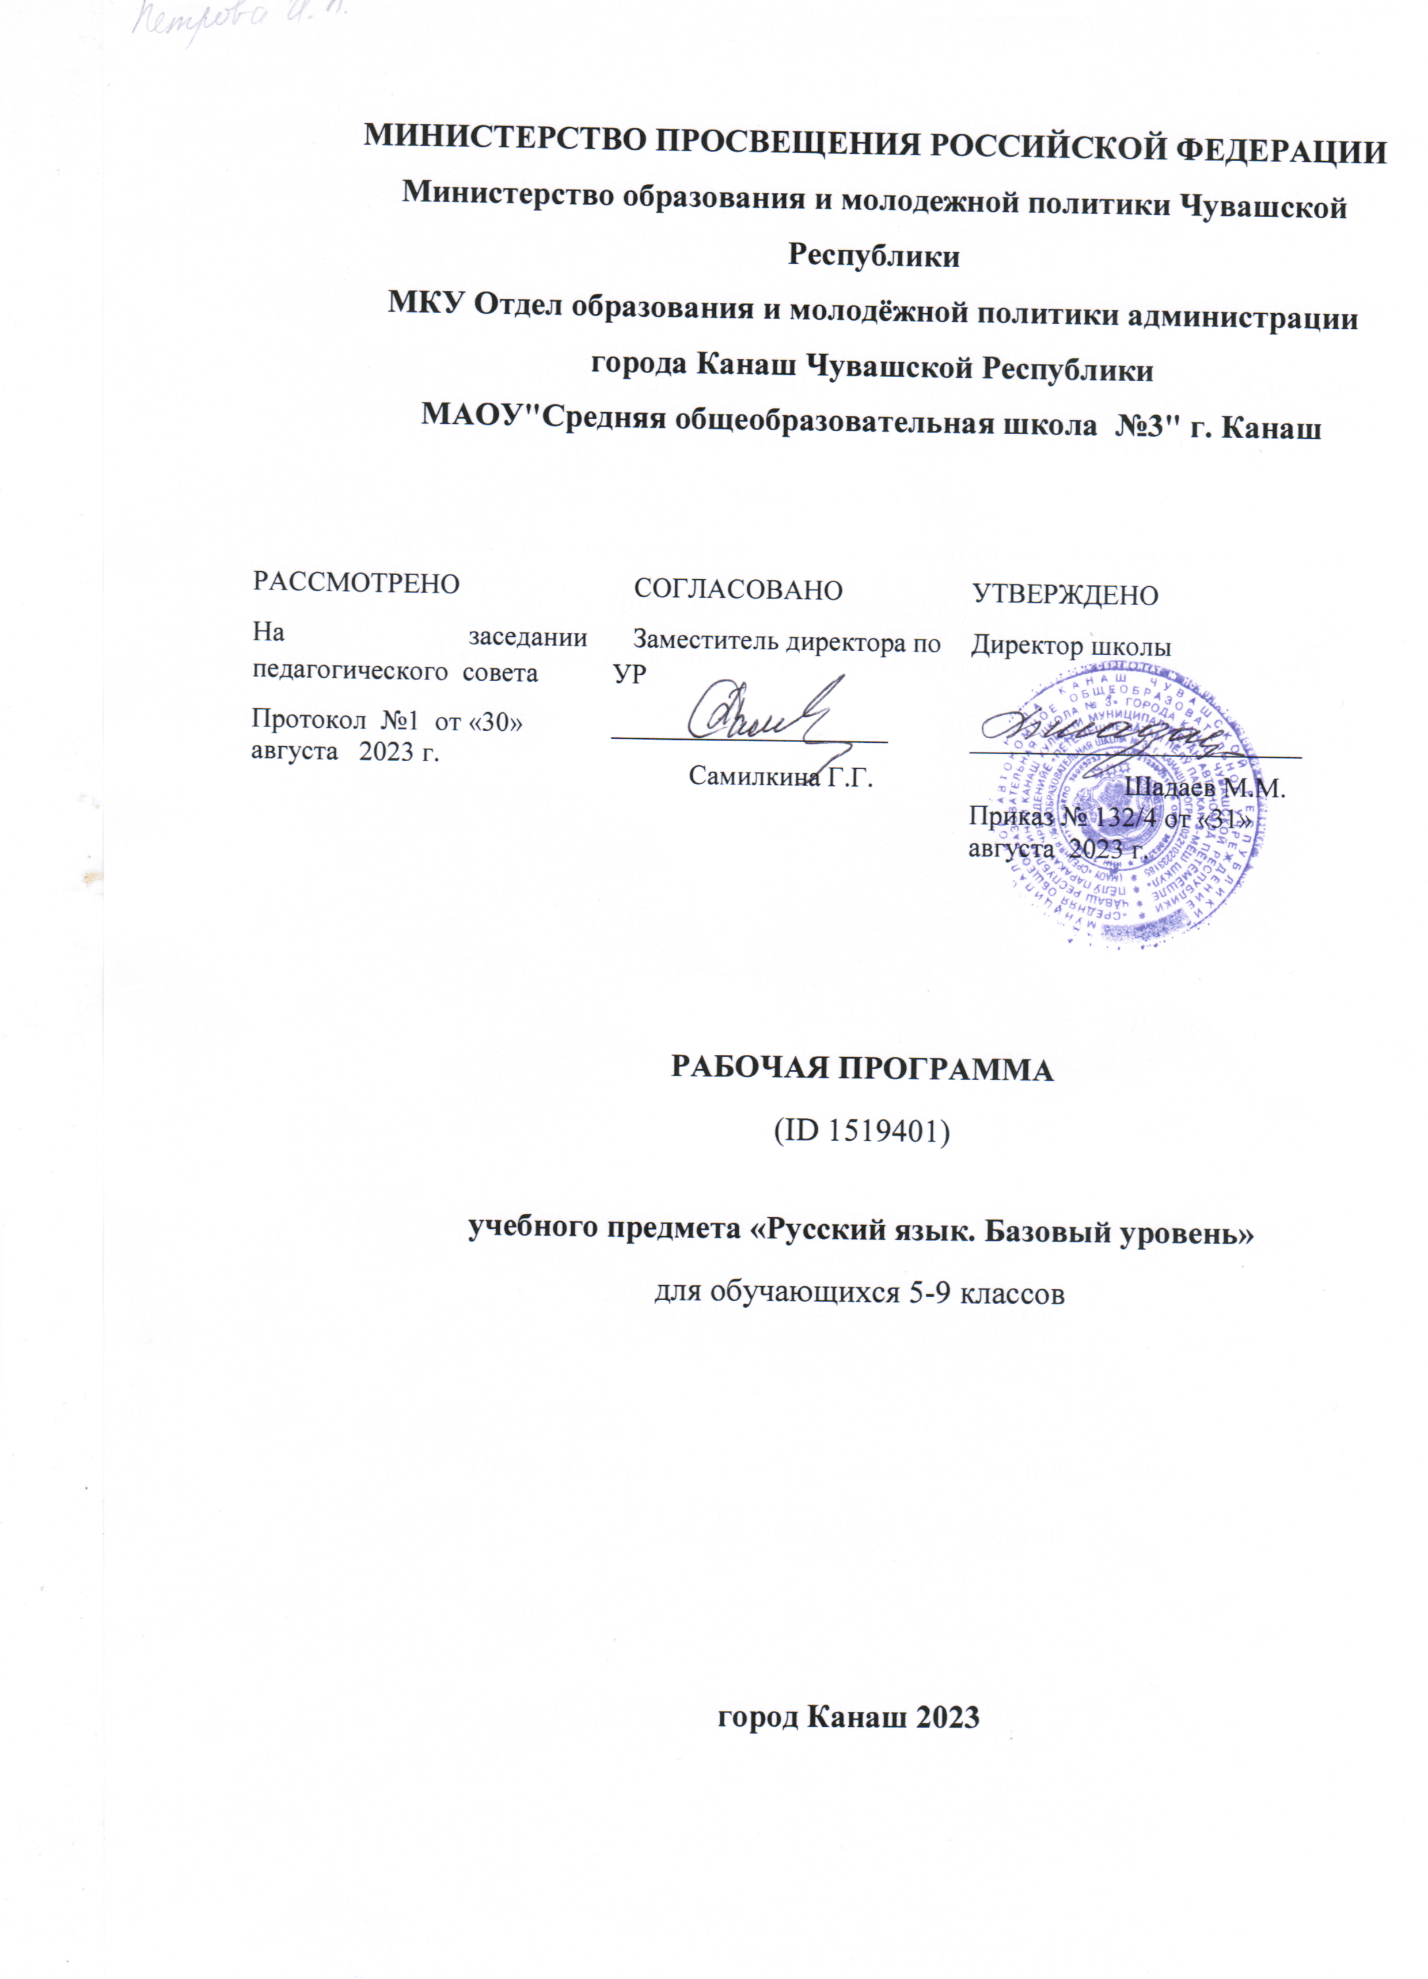 Петрова И.
МИНИСТЕРСТВО ПРОСВЕЩЕНИЯ РОССИЙСКОЙ ФЕДЕРАЦИИ
Министерство образования и молодежной политики Чувашской
Республики
МКУ Отдел образования и молодёжной политики администрации
города Канаш Чувашской Республики
МАОУ"Средняя общеобразовательная школа №3" г. Канаш
РАССМОТРЕНО
На заседании
педагогического совета
Протокол №1 от «30»
августа 2023 г.
СОГЛАСОВАНО
Заместитель директора по
УР
Самилкина Г.Г.
УТВЕРЖДЕНО
Директор школы
Шадаев М.М.
Приказ № 132/4 от «31»
августа 2023 г.
РАБОЧАЯ ПРОГРАММА
(ID 1519401)
учебного предмета «Русский язык. Базовый уровень»
для обучающихся 5-9 классов
город Канаш 2023